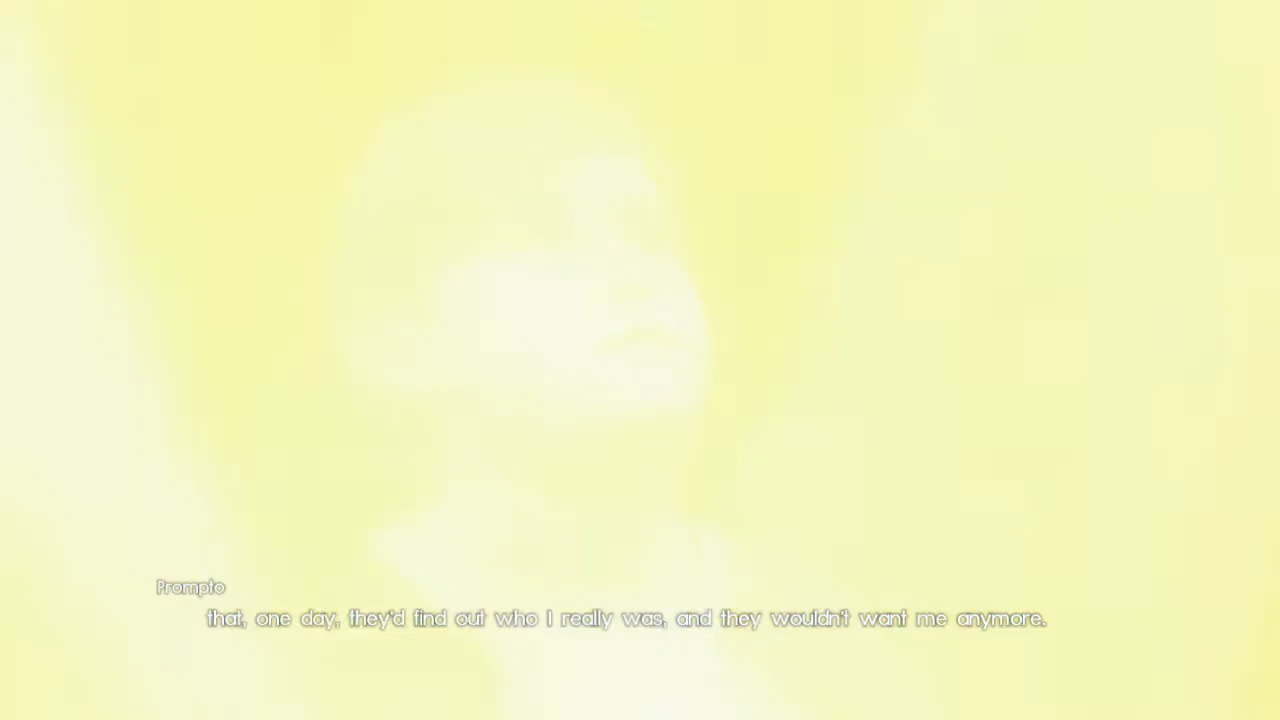 Prompto
that, one day, they'd find out who I really was, and they wouldn't want me anymore.